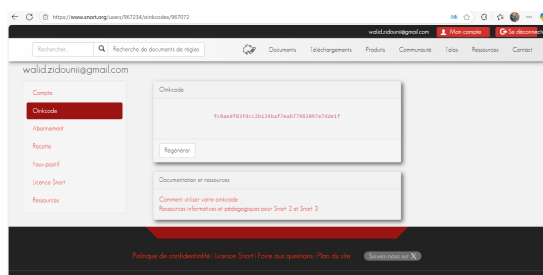 https://www.snort.org/users/967234/oinkcodes/967072
walid.zidounii@gmail.com Mon compte Se déconnecter
Rechercher... Recherche de documents de règles Documents Téléchargements Produits Communauté Talos Ressources Contact
walid.zidounii@gmail.com
Compte
Oinkcode
Abonnement
Recette
Faux positif
Licence Snort
Ressources
Oinkcode
Régénérer
Documentation et ressources
Comment utiliser votre oinkcode
Ressources informatives et pédagogiques pour Snort 2 et Snort 3
Politique de confidentialité | Licence Snort | Foire aux questions | Plan du site Suivez-nous sur X